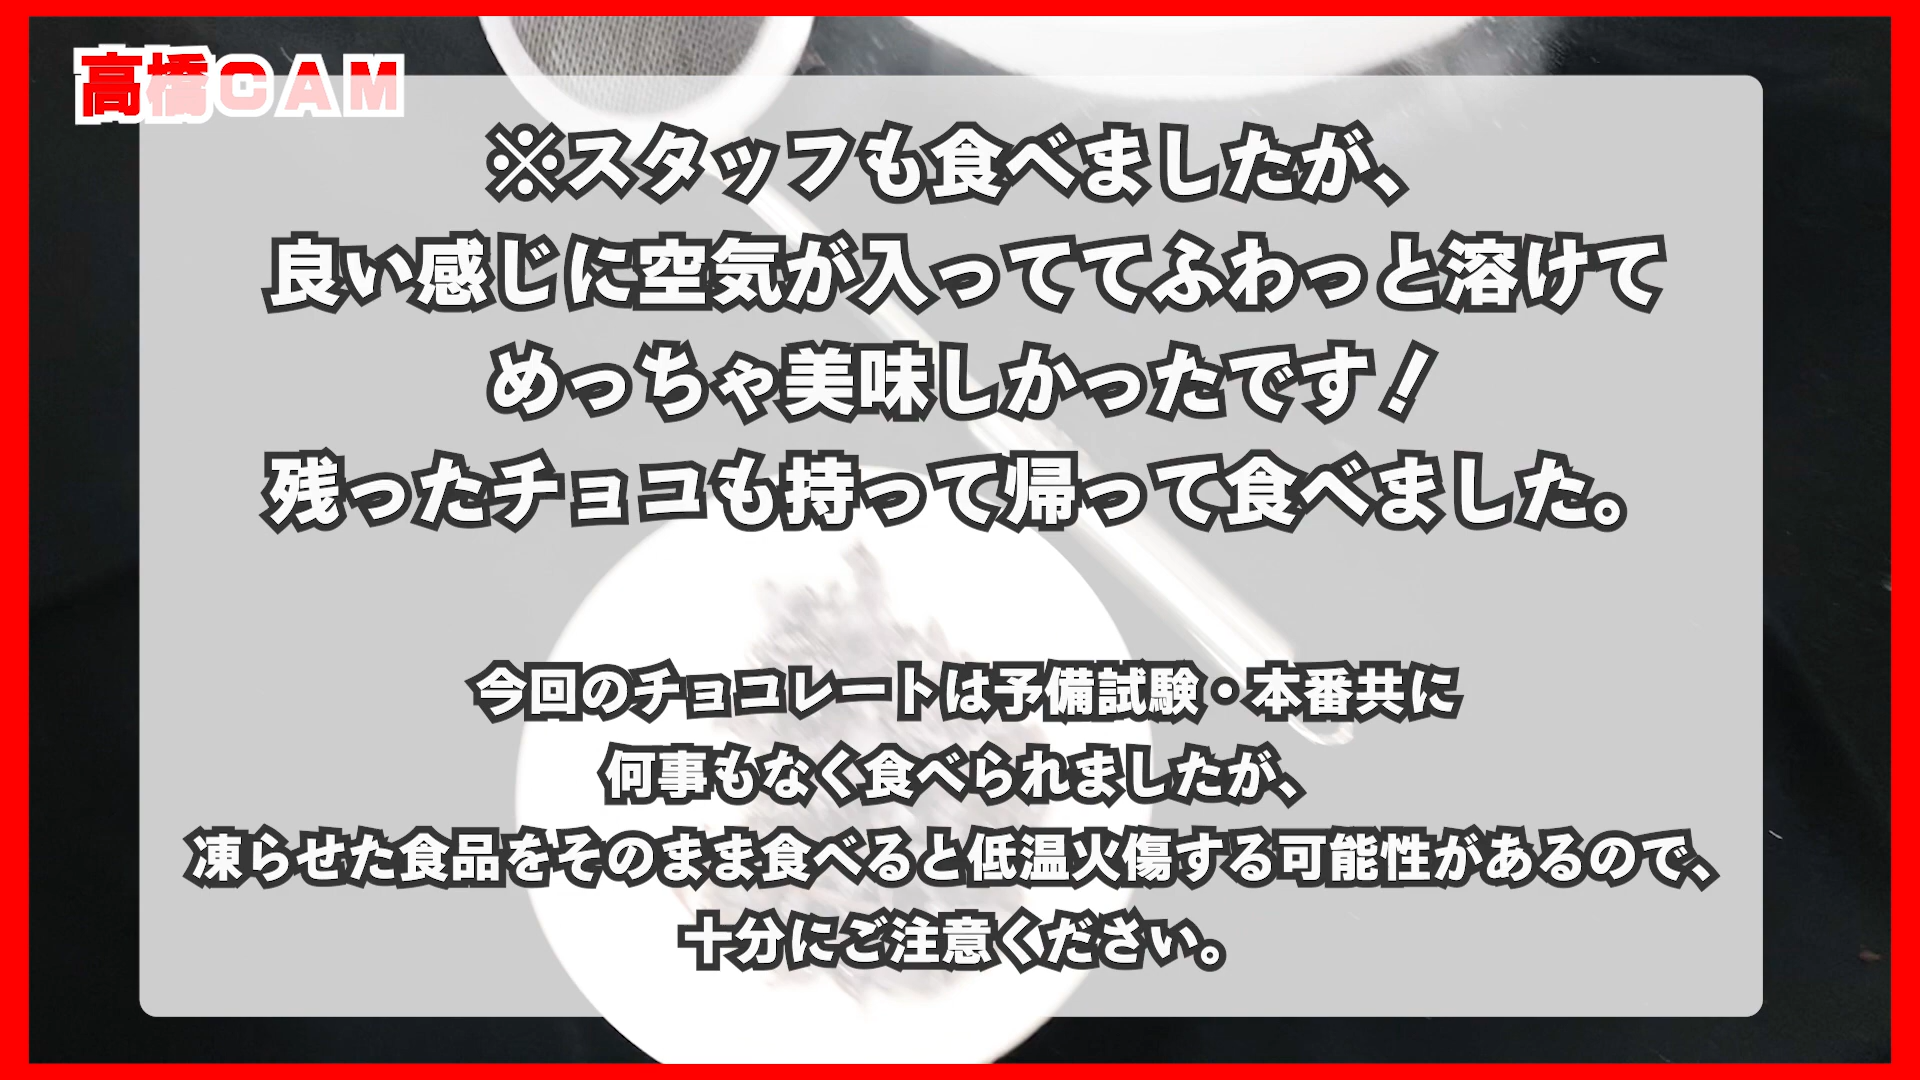 高橋CAM
※スタッフも食べましたが、
良い感じに空気が入っててふわっと溶けて
めっちゃ美味しかったです!
残ったチョコも持って帰って食べました。
今回のチョコレートは予備試験・本番共に
何事もなく食べられましたが、
凍らせた食品をそのまま食べると低温火傷する可能性があるので、
十分にご注意ください。